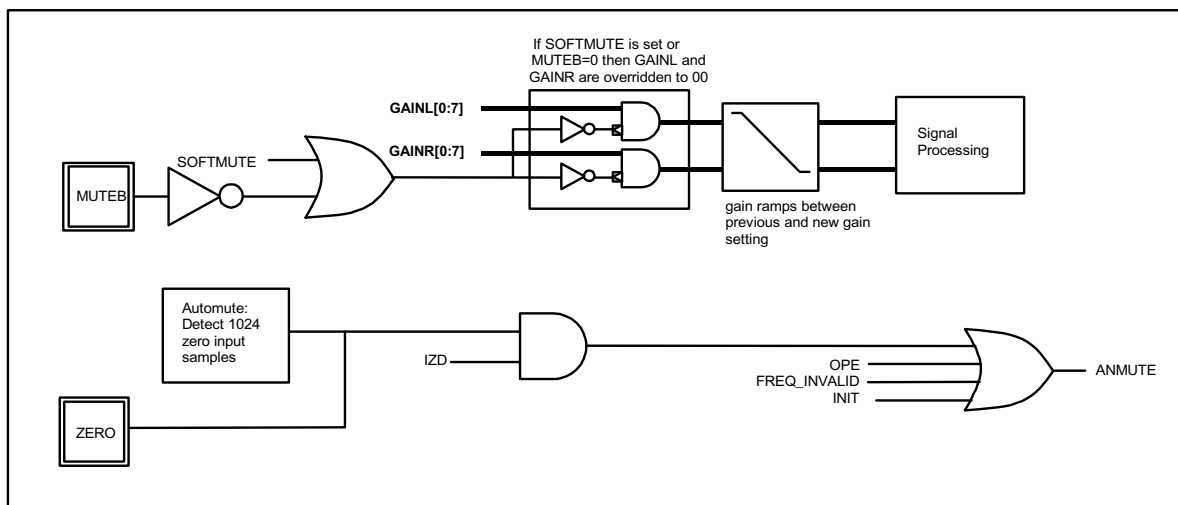 If SOFTMUTE is set or
MUTEB=0 then GAINL and
GAINR are overridden to 00
GAINL[0:7]
GAINR[0:7]
SOFTMUTE
MUTEB
Signal
Processing
gain ramps between
previous and new gain
setting
Automute:
Detect 1024
zero input
samples
IZD
OPE
FREQ_INVALID
INIT
ANMUTE
ZERO